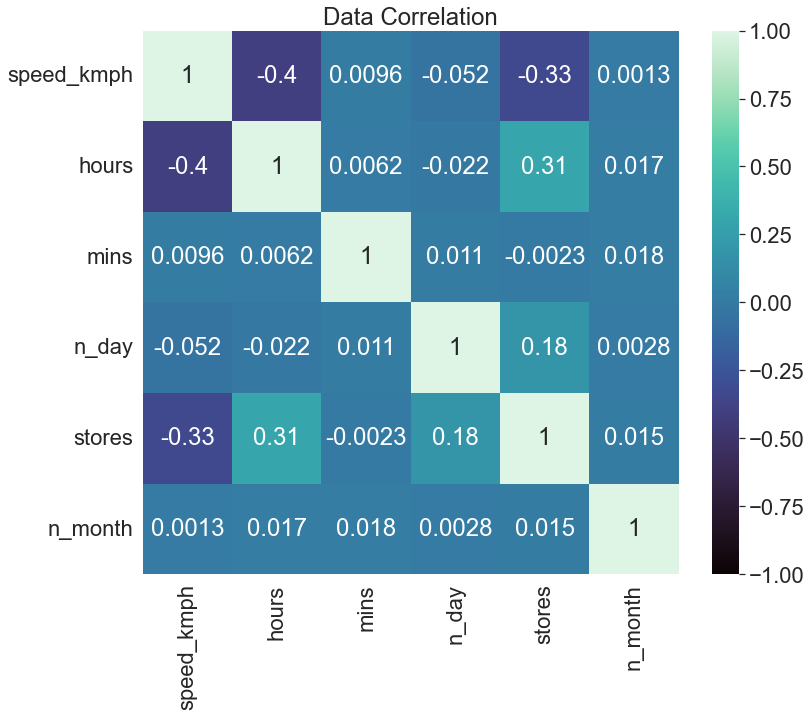 Data Correlation
speed_kmph 1 -0.4 0.0096 -0.052 -0.33 0.0013
hours -0.4 1 0.0062 -0.022 0.31 0.017
mins 0.0096 0.0062 1 0.011 -0.0023 0.018
n_day -0.052 -0.022 0.011 1 0.18 0.0028
stores -0.33 0.31 -0.0023 0.18 1 0.015
n_month 0.0013 0.017 0.018 0.0028 0.015 1
speed_kmph hours mins n_day stores n_month
1.00
0.75
0.50
0.25
0.00
−0.25
−0.50
−0.75
−1.00